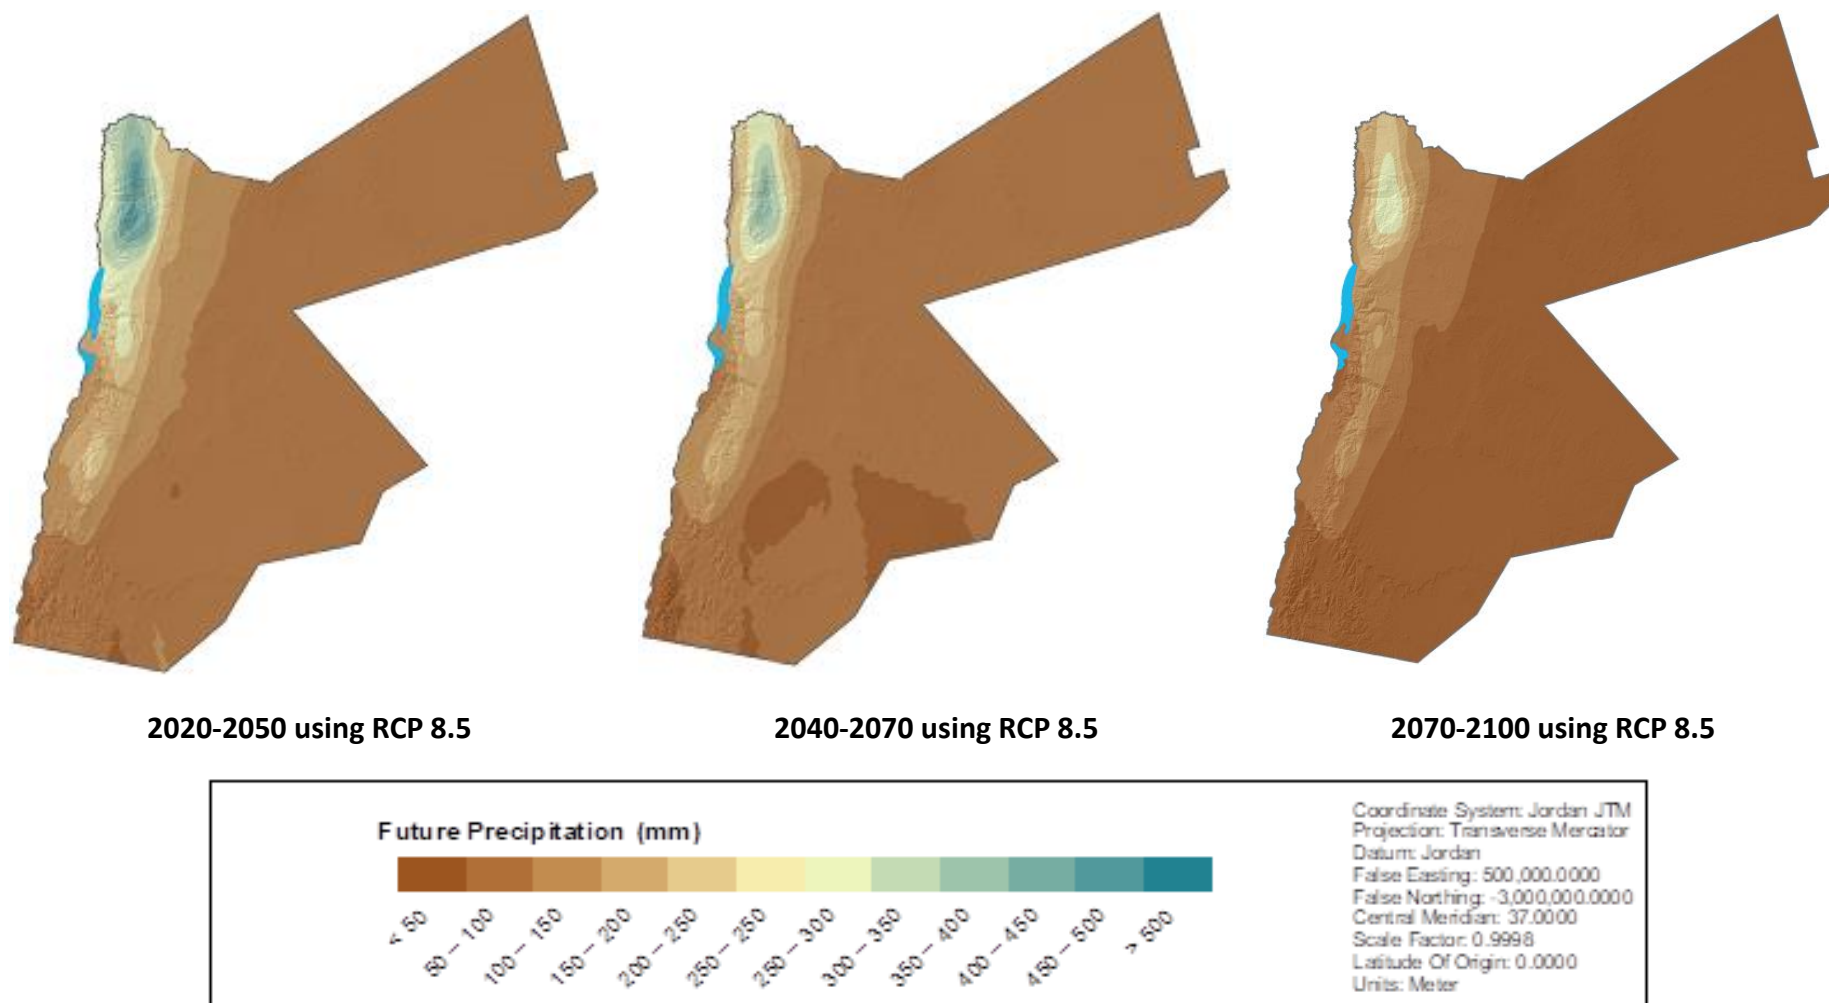 2020-2050 using RCP 8.5
2040-2070 using RCP 8.5
2070-2100 using RCP 8.5
Future Precipitation (mm)
< 50
50 – 100
100 – 150
150 – 200
200 – 250
250 – 250
250 – 300
300 – 350
350 – 400
400 – 450
450 – 500
> 500
Coordinate System: Jordan JTM
Projection: Transverse Mercator
Datum: Jordan
False Easting: 500,000.0000
False Northing: -3,000,000.0000
Central Meridian: 37.0000
Scale Factor: 0.9998
Latitude Of Origin: 0.0000
Units: Meter